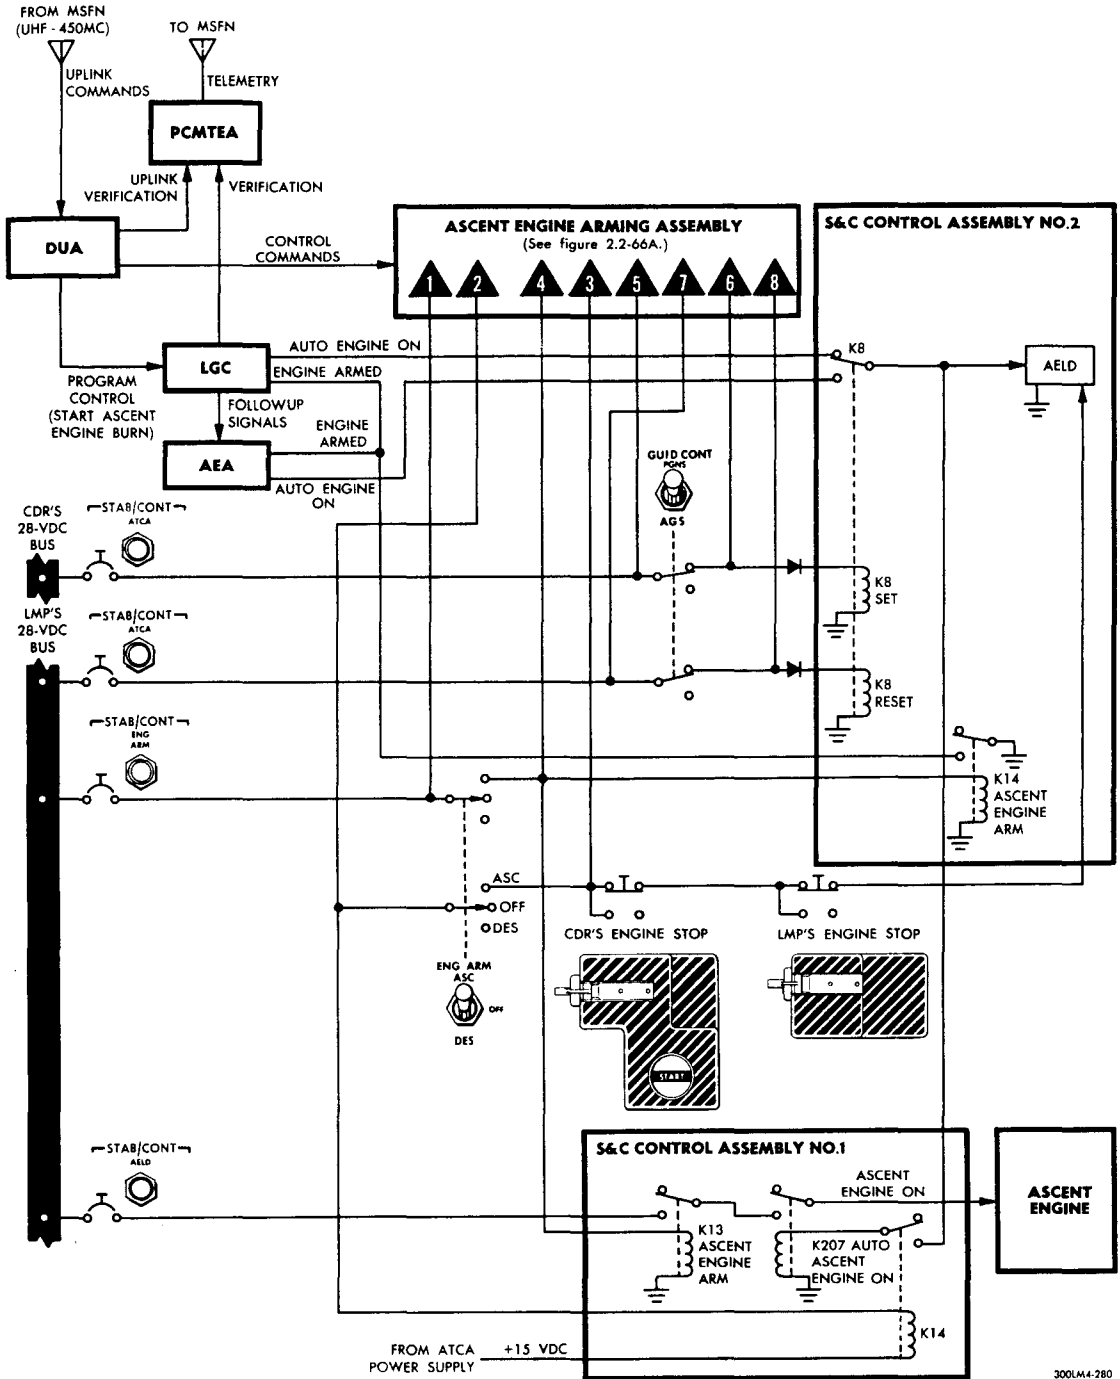 FROM MSFN
(UHF - 450MC)
TO MSFN
UPLINK
COMMANDS
TELEMETRY
PCMTEA
UPLINK
VERIFICATION
VERIFICATION
DUA
CONTROL
COMMANDS
ASCENT ENGINE ARMING ASSEMBLY
(See figure 2.2-66A.)
1 2 4 3 5 7 6 8
S&C CONTROL ASSEMBLY NO.2
AUTO ENGINE ON
K8
LGC
ENGINE ARMED
AELD
PROGRAM
CONTROL
(START ASCENT
ENGINE BURN)
FOLLOWUP
SIGNALS
ENGINE
ARMED
AEA
AUTO ENGINE
ON
GUID CONT
PGNS
AGS
CDR'S
28-VDC
BUS
STAB/CONT
ATCA
K8
SET
LMP'S
28-VDC
BUS
STAB/CONT
ATCA
K8
RESET
STAB/CONT
ENG
ARM
K14
ASCENT
ENGINE
ARM
ASC
OFF
DES
CDR'S ENGINE STOP
LMP'S ENGINE STOP
ENG ARM
ASC
OFF
DES
START
STAB/CONT
AELD
S&C CONTROL ASSEMBLY NO.1
ASCENT
ENGINE ON
ASCENT
ENGINE
K13
ASCENT
ENGINE
ARM
K207 AUTO
ASCENT
ENGINE ON
K14
FROM ATCA
POWER SUPPLY
+15 VDC
300LM4-280